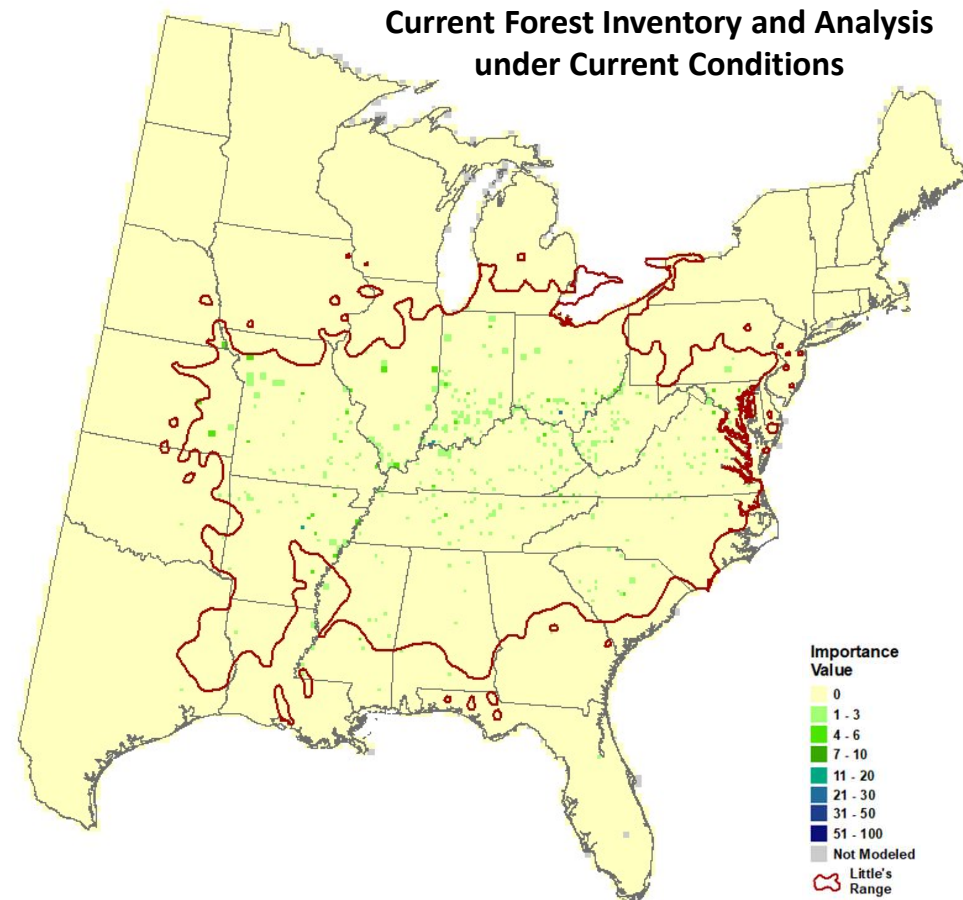 Current Forest Inventory and Analysis
under Current Conditions
Importance
Value
0
1 - 3
4 - 6
7 - 10
11 - 20
21 - 30
31 - 50
51 - 100
Not Modeled
Little's
Range